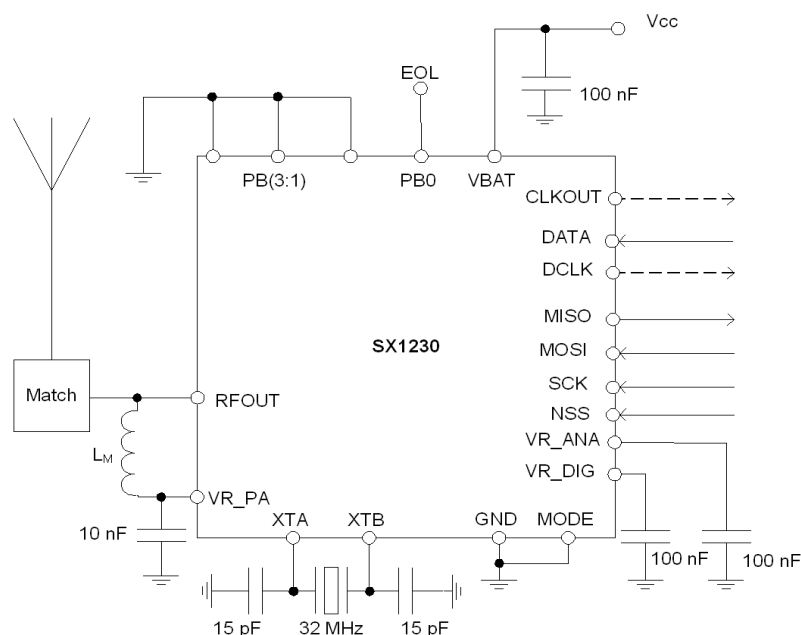 Vcc
EOL
100 nF
PB(3:1)
PB0
VBAT
CLKOUT
DATA
DCLK
MISO
SX1230
MOSI
SCK
Match
RFOUT
NSS
VR_ANA
LM
VR_DIG
VR_PA
XTA
XTB
GND
MODE
10 nF
100 nF
100 nF
15 pF
32 MHz
15 pF